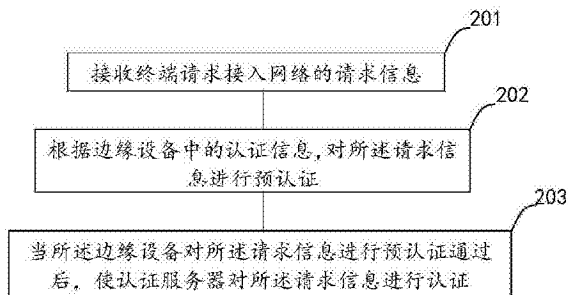 201
接收终端请求接入网络的请求信息
202
根据边缘设备中的认证信息,对所述请求信
息进行预认证
203
当所述边缘设备对所述请求信息进行预认证通过
后，使认证服务器对所述请求信息进行认证